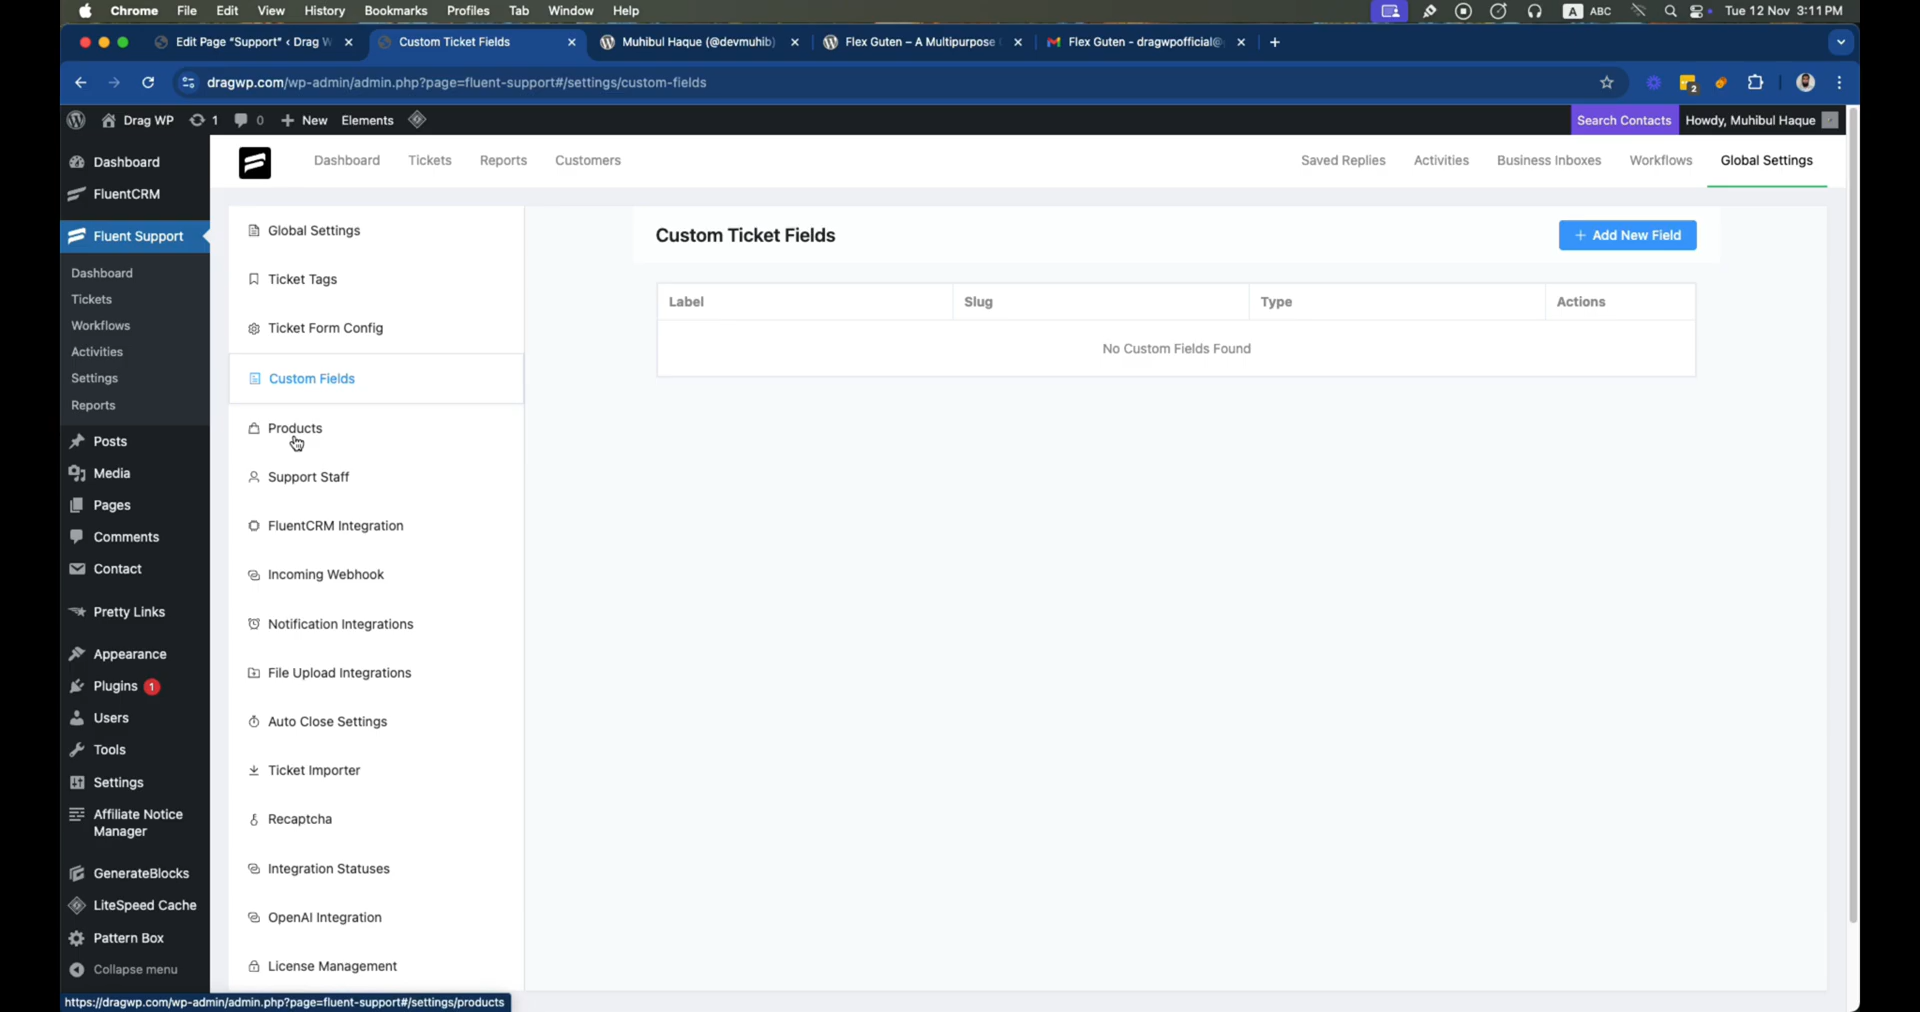 Chrome File Edit View History Bookmarks Profiles Tab Window Help A ABC Tue 12 Nov 3:11 PM
Edit Page “Support” ‹ Drag W Custom Ticket Fields Muhibul Haque (@devmuhib) Flex Guten – A Multipurpose Flex Guten - dragwpofficial@
dragwp.com/wp-admin/admin.php?page=fluent-support#/settings/custom-fields 2
Drag WP 1 0 New Elements Search Contacts Howdy, Muhibul Haque
Dashboard
FluentCRM
Fluent Support
Dashboard
Tickets
Workflows
Activities
Settings
Reports
Posts
Media
Pages
Comments
Contact
Pretty Links
Appearance
Plugins 1
Users
Tools
Settings
Affiliate Notice
Manager
GenerateBlocks
LiteSpeed Cache
Pattern Box
Collapse menu
Dashboard Tickets Reports Customers Saved Replies Activities Business Inboxes Workflows Global Settings
Global Settings
Ticket Tags
Ticket Form Config
Custom Fields
Products
Support Staff
FluentCRM Integration
Incoming Webhook
Notification Integrations
File Upload Integrations
Auto Close Settings
Ticket Importer
Recaptcha
Integration Statuses
OpenAI Integration
License Management
Custom Ticket Fields + Add New Field
Label Slug Type Actions
No Custom Fields Found
https://dragwp.com/wp-admin/admin.php?page=fluent-support#/settings/products